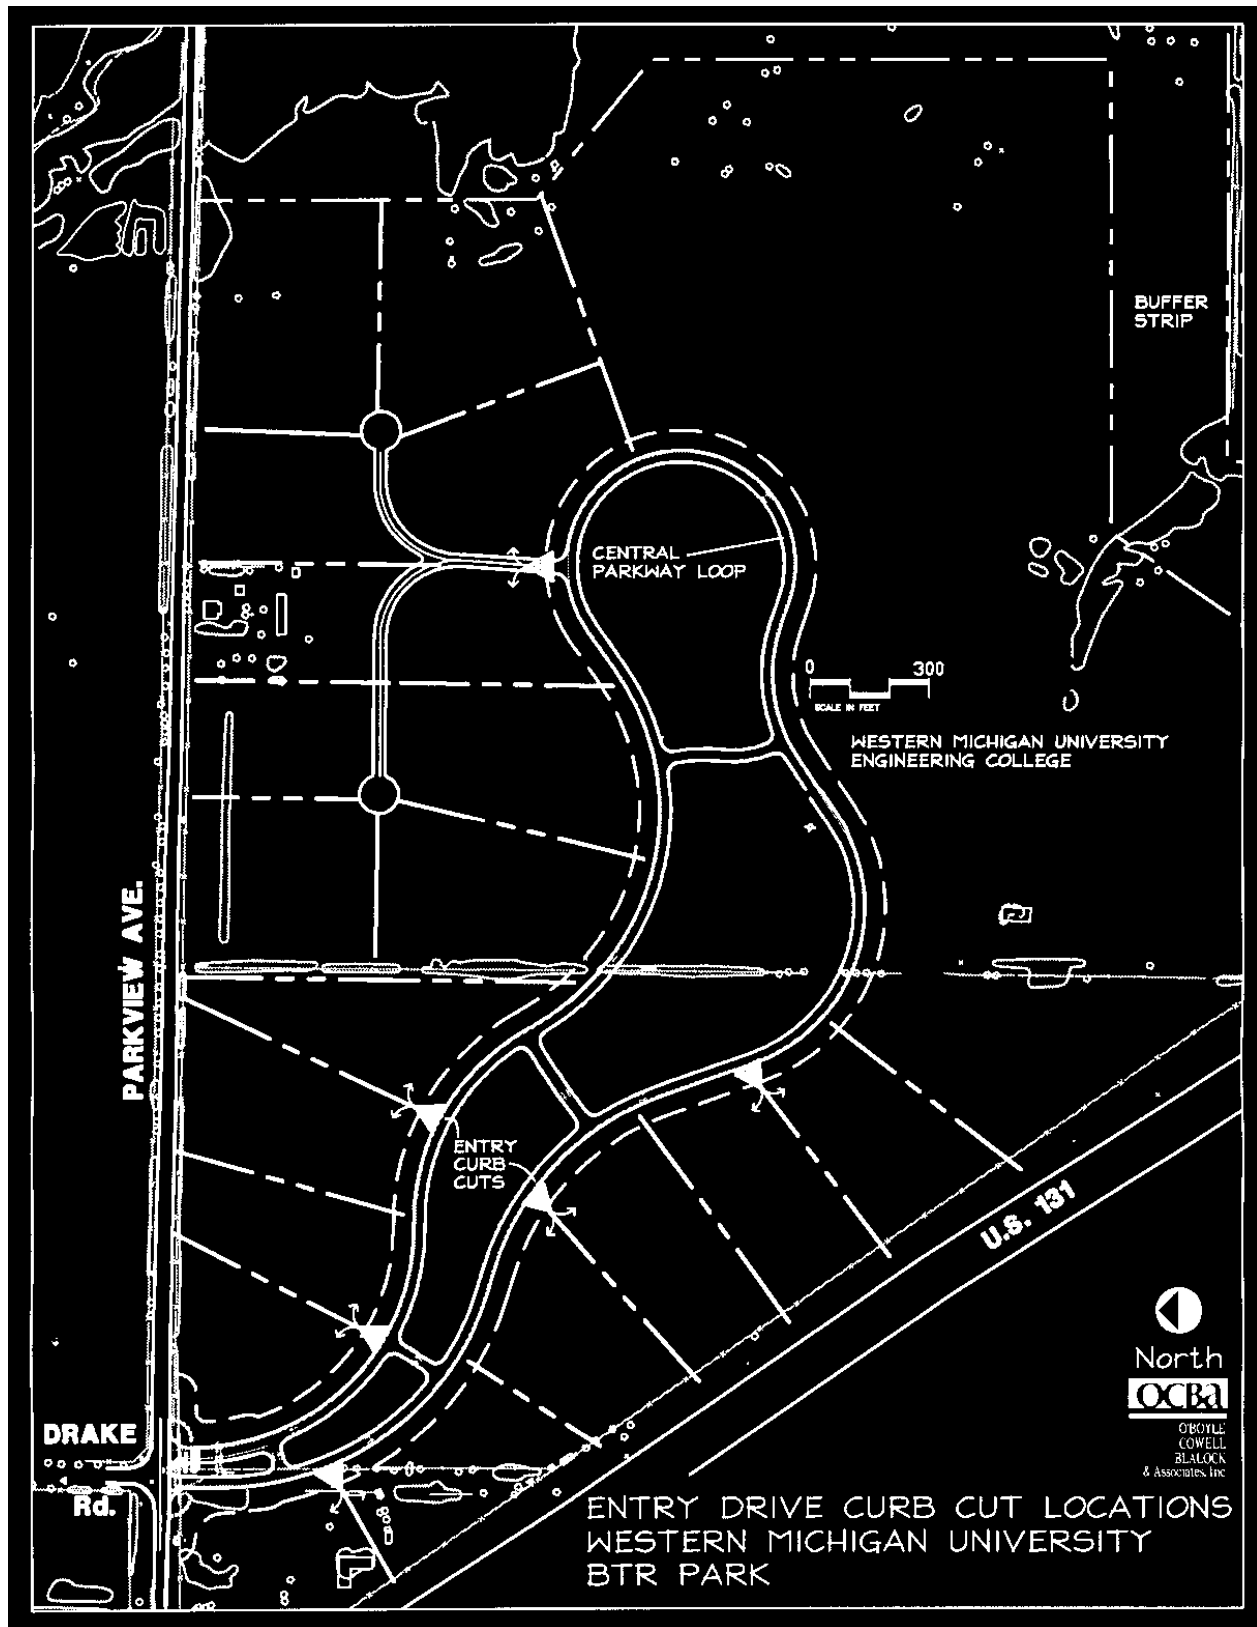 BUFFER
STRIP
CENTRAL
PARKWAY LOOP
0 300
SCALE IN FEET
WESTERN MICHIGAN UNIVERSITY
ENGINEERING COLLEGE
PARKVIEW AVE.
ENTRY
CURB
CUTS
U.S. 131
North
OCBa
O'BOYLE
COWELL
BLALOCK
& Associates, Inc
DRAKE
Rd.
ENTRY DRIVE CURB CUT LOCATIONS
WESTERN MICHIGAN UNIVERSITY
BTR PARK